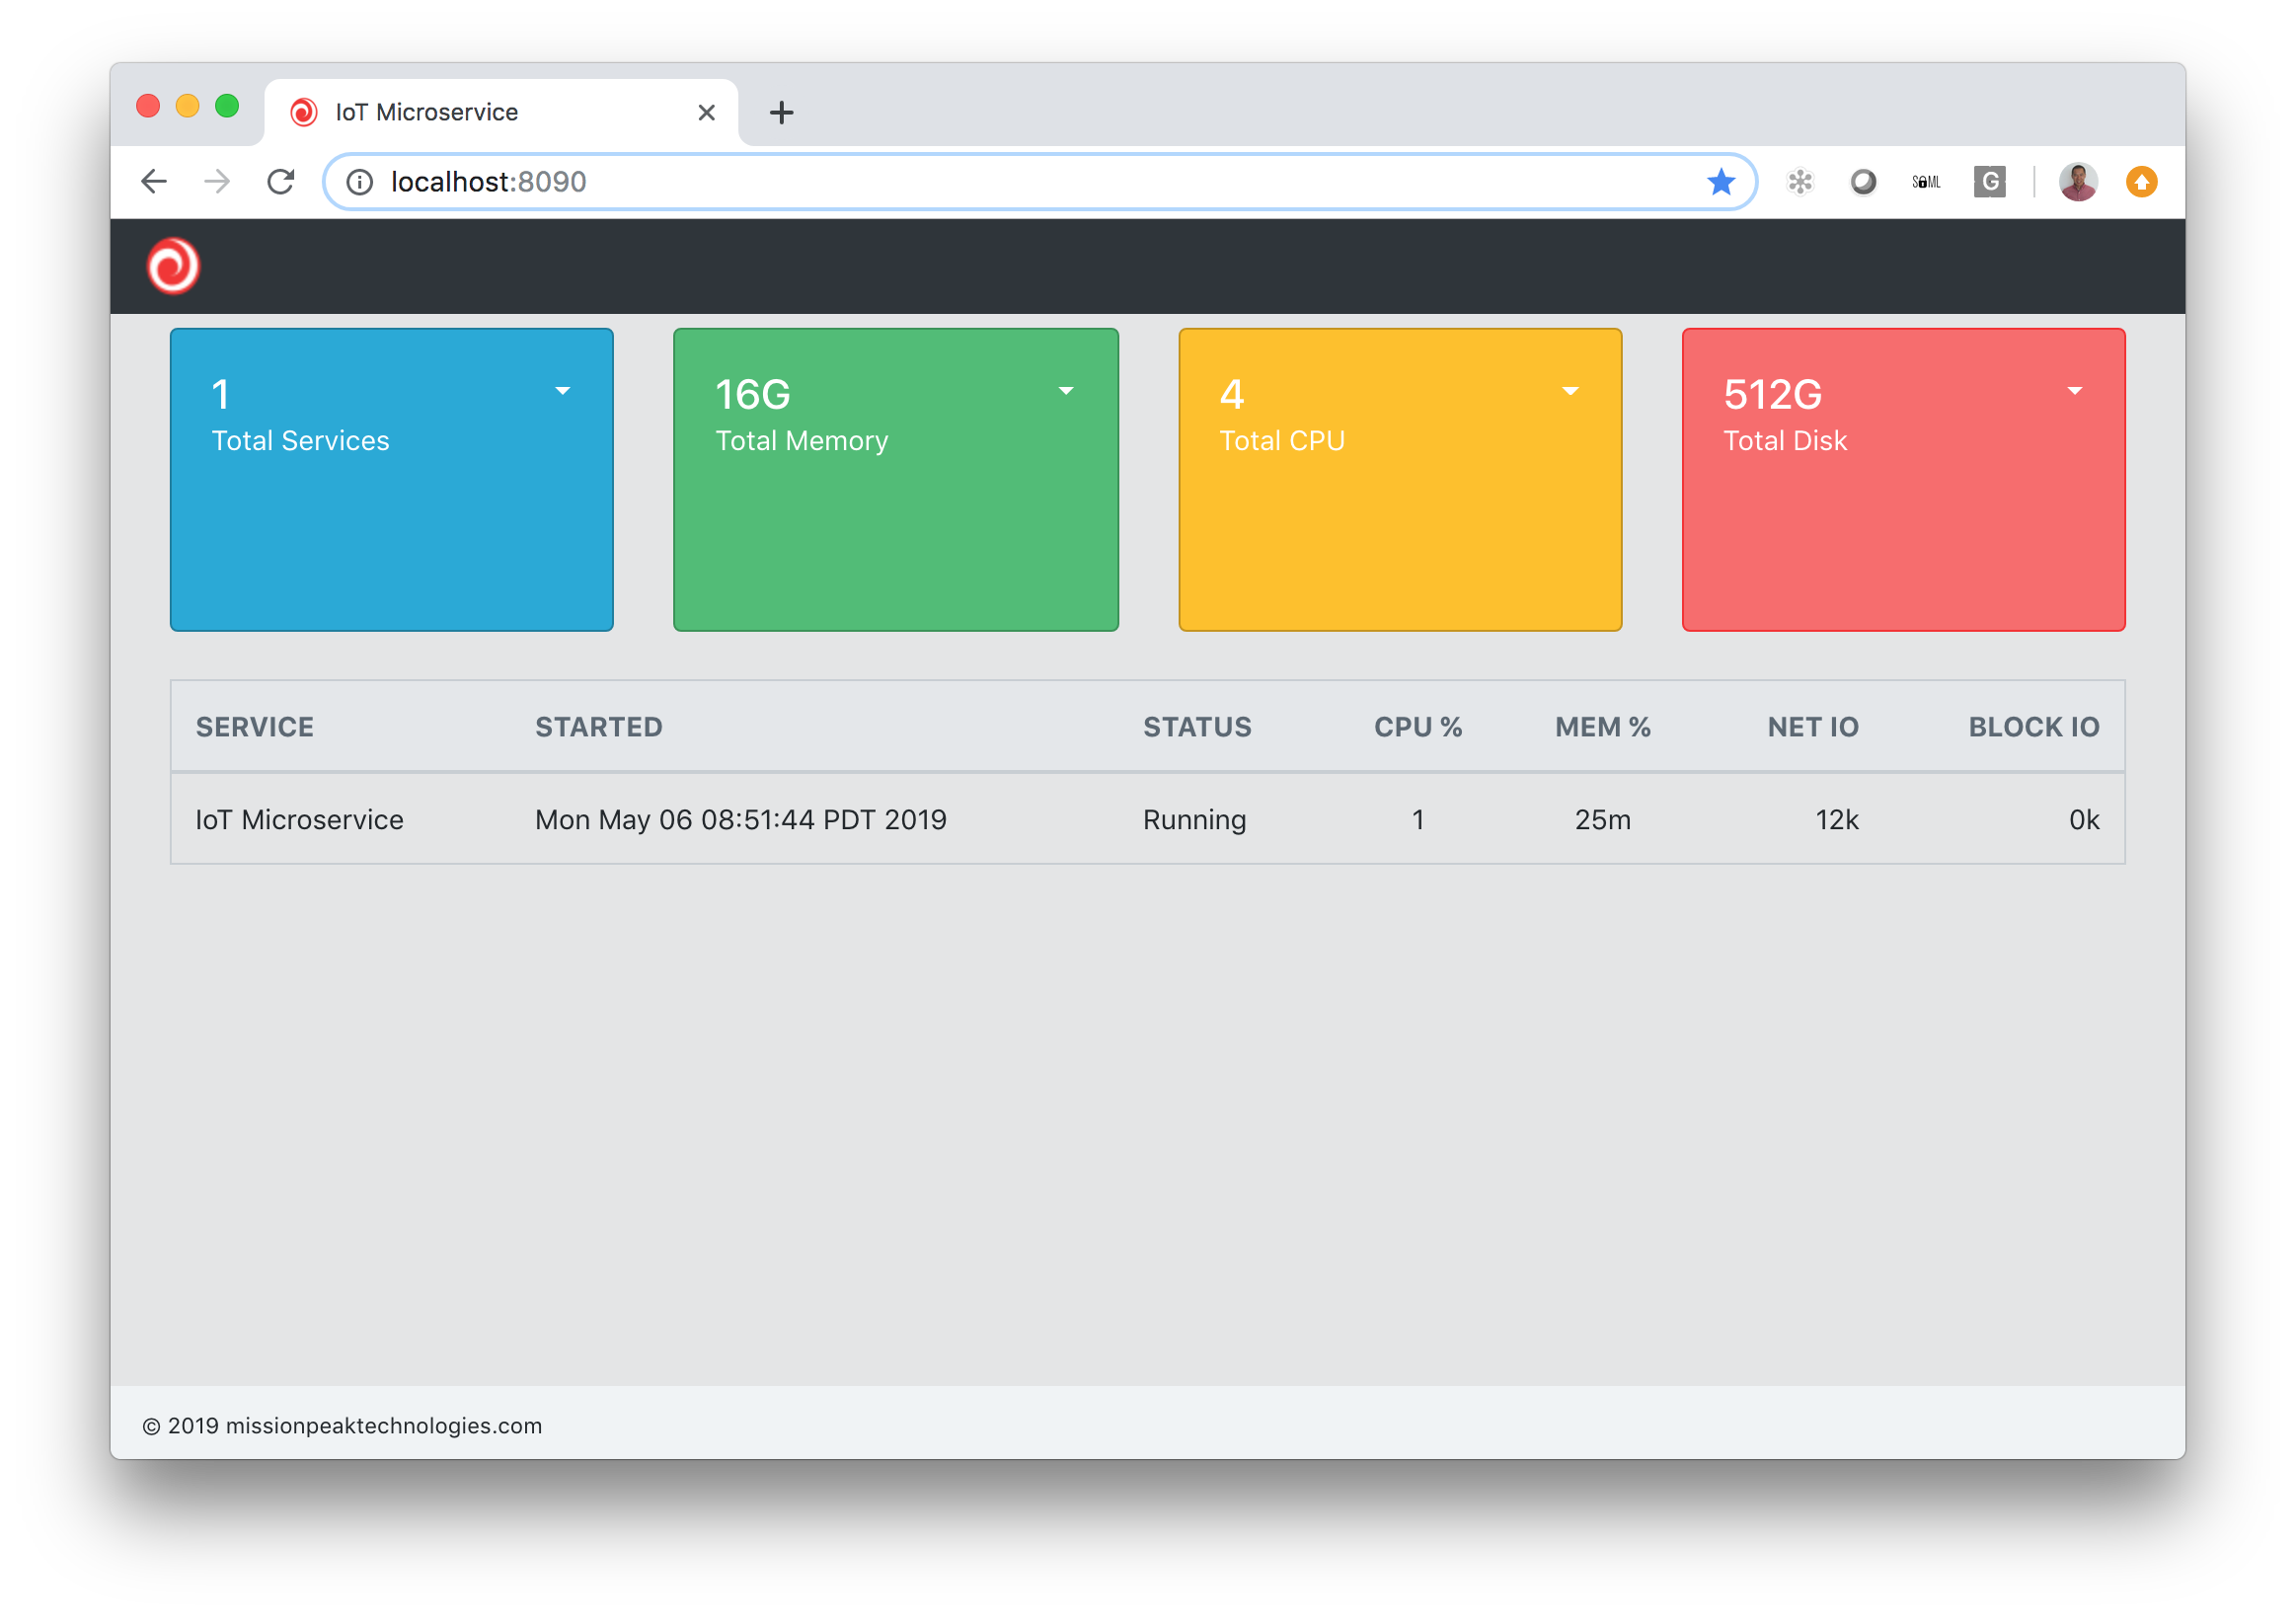 IoT Microservice
localhost:8090
SAML
G
1
Total Services
16G
Total Memory
4
Total CPU
512G
Total Disk
SERVICE STARTED STATUS CPU % MEM % NET IO BLOCK IO
IoT Microservice Mon May 06 08:51:44 PDT 2019 Running 1 25m 12k 0k
© 2019 missionpeaktechnologies.com